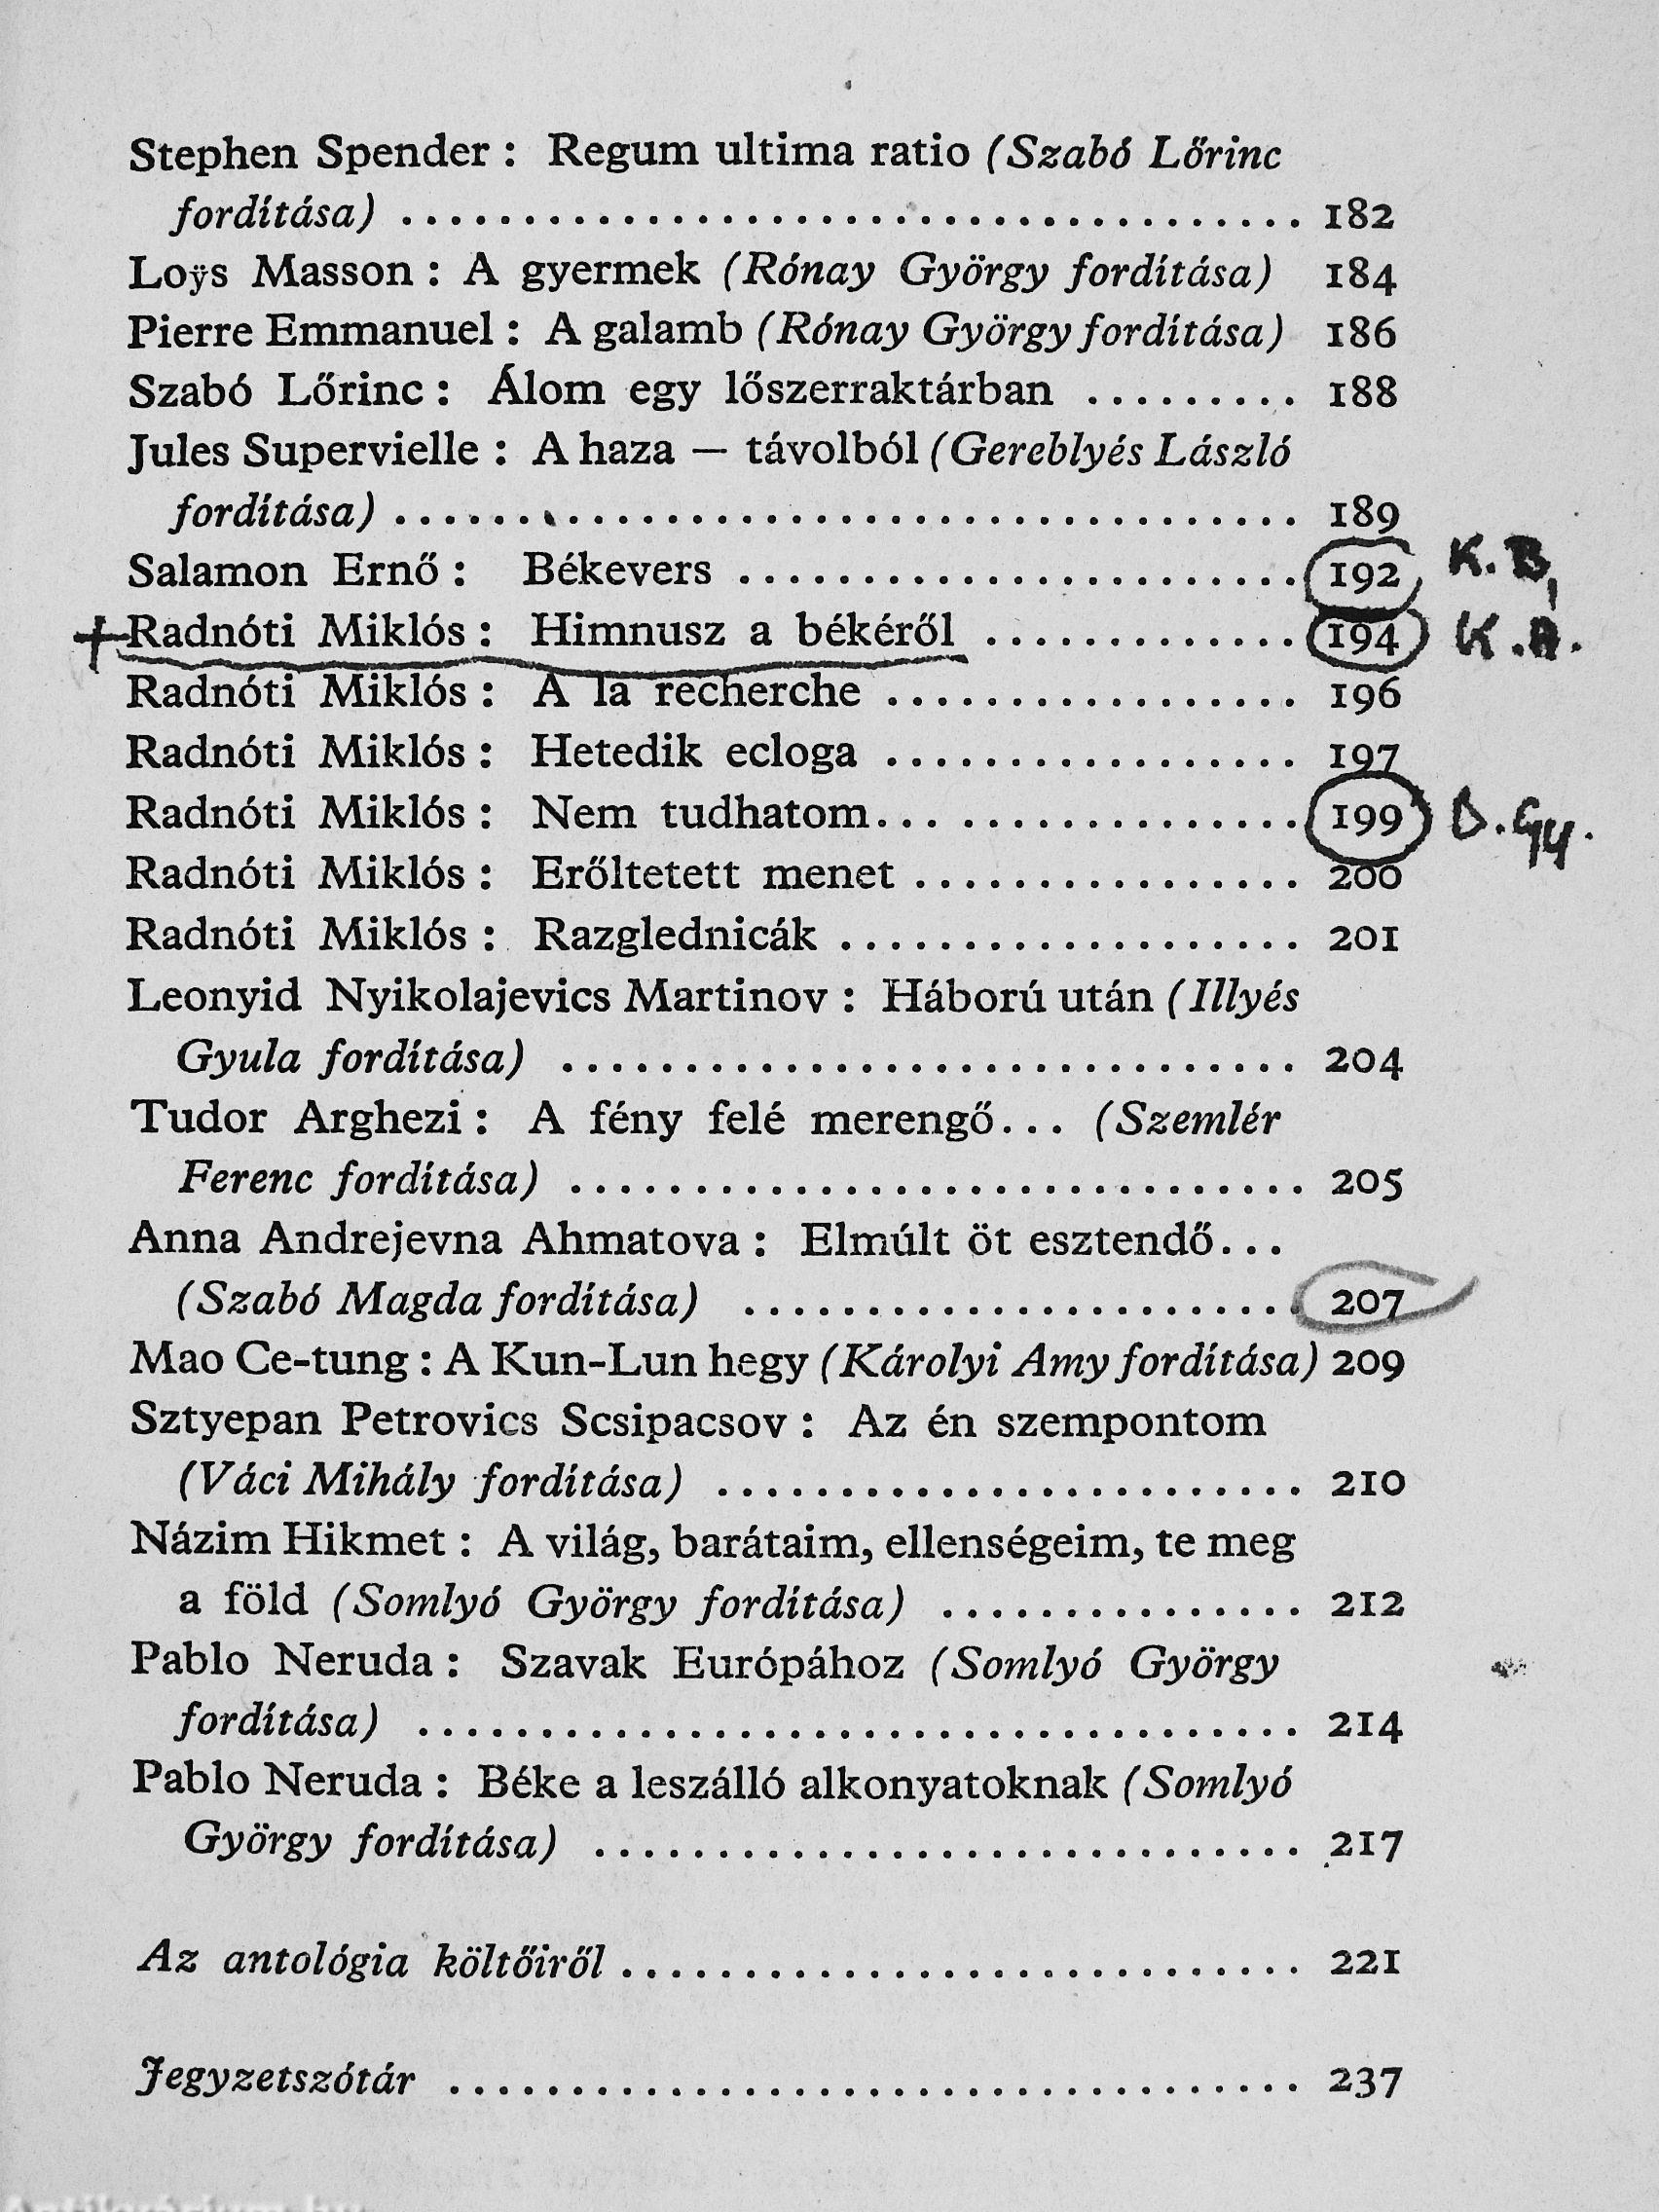 Stephen Spender : Regum ultima ratio (Szabó Lőrinc
fordítása) ..................................... 182
Loÿs Masson : A gyermek (Rónay György fordítása) 184
Pierre Emmanuel : A galamb (Rónay György fordítása) 186
Szabó Lőrinc : Álom egy lőszerraktárban ......... 188
Jules Supervielle : A haza — távolból (Gereblyés László
fordítása) ..................................... 189
Salamon Ernő : Békevers ....................... 192 K. B,
+ Radnóti Miklós : Himnusz a békéről ............. 194 K. A.
Radnóti Miklós : A la recherche ................. 196
Radnóti Miklós : Hetedik ecloga ................. 197
Radnóti Miklós : Nem tudhatom... .............. 199 D. Gy.
Radnóti Miklós : Erőltetett menet ................ 200
Radnóti Miklós : Razglednicák ................... 201
Leonyid Nyikolajevics Martinov : Háború után (Illyés
Gyula fordítása) .............................. 204
Tudor Arghezi : A fény felé merengő... (Szemlér
Ferenc fordítása) .............................. 205
Anna Andrejevna Ahmatova : Elmúlt öt esztendő...
(Szabó Magda fordítása) ....................... 207
Mao Ce-tung : A Kun-Lun hegy (Károlyi Amy fordítása) 209
Sztyepan Petrovics Scsipacsov : Az én szempontom
(Váci Mihály fordítása) ........................ 210
Názim Hikmet : A világ, barátaim, ellenségeim, te meg
a föld (Somlyó György fordítása) ............... 212
Pablo Neruda : Szavak Európához (Somlyó György
fordítása) .................................... 214
Pablo Neruda : Béke a leszálló alkonyatoknak (Somlyó
György fordítása) ............................. 217
Az antológia költőiről ............................ 221
Jegyzetszótár ................................... 237